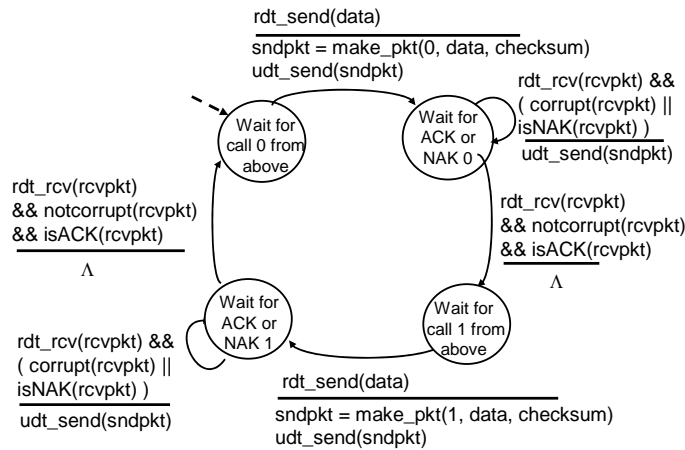 rdt_send(data)
sndpkt = make_pkt(0, data, checksum)
udt_send(sndpkt)
Wait for
call 0 from
above
Wait for
ACK or
NAK 0
rdt_rcv(rcvpkt) &&
( corrupt(rcvpkt) ||
isNAK(rcvpkt) )
udt_send(sndpkt)
rdt_rcv(rcvpkt)
&& notcorrupt(rcvpkt)
&& isACK(rcvpkt)
Λ
rdt_rcv(rcvpkt)
&& notcorrupt(rcvpkt)
&& isACK(rcvpkt)
Λ
Wait for
ACK or
NAK 1
Wait for
call 1 from
above
rdt_rcv(rcvpkt) &&
( corrupt(rcvpkt) ||
isNAK(rcvpkt) )
udt_send(sndpkt)
rdt_send(data)
sndpkt = make_pkt(1, data, checksum)
udt_send(sndpkt)